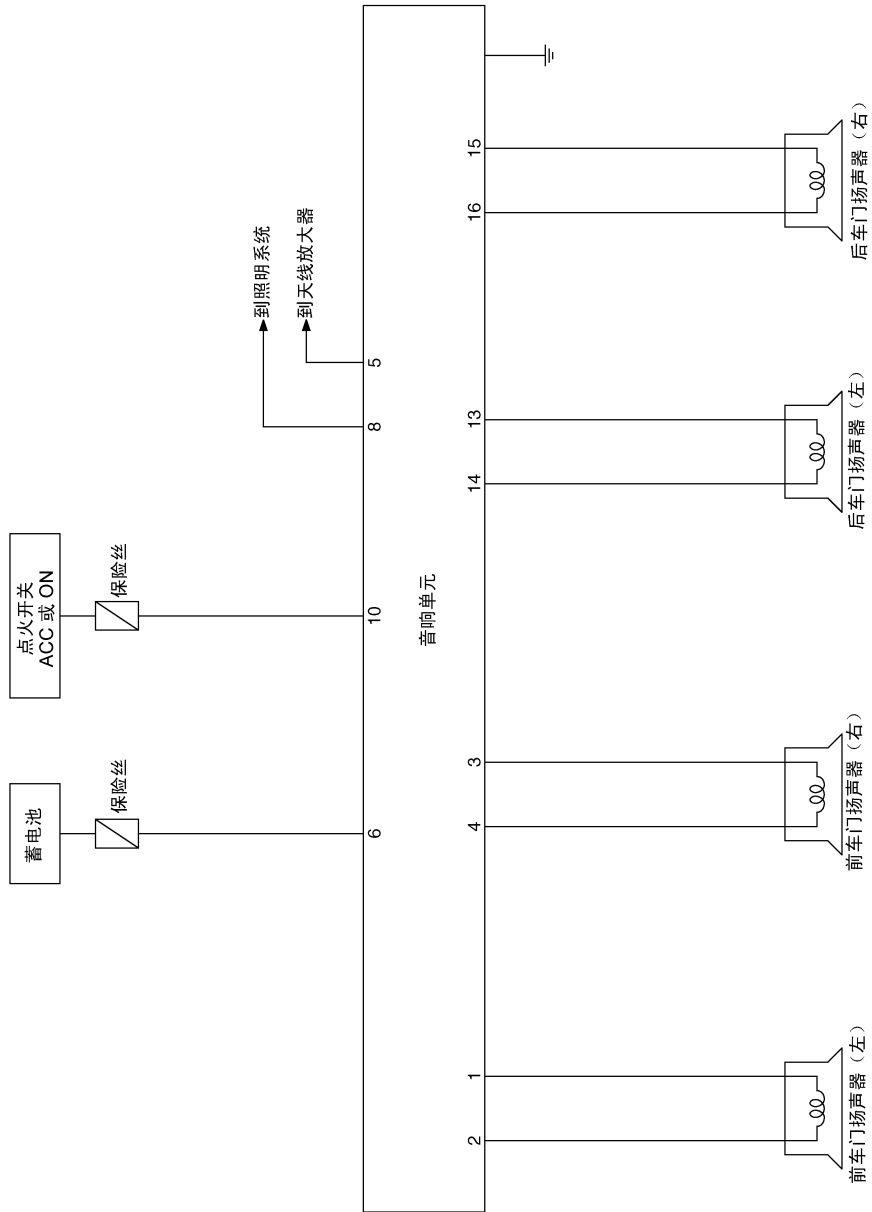 蓄电池
保险丝
6
点火开关
ACC 或 ON
保险丝
10
到照明系统
8
到天线放大器
5
音响单元
2
1
前车门扬声器（左）
4
3
前车门扬声器（右）
14
13
后车门扬声器（左）
16
15
后车门扬声器（右）